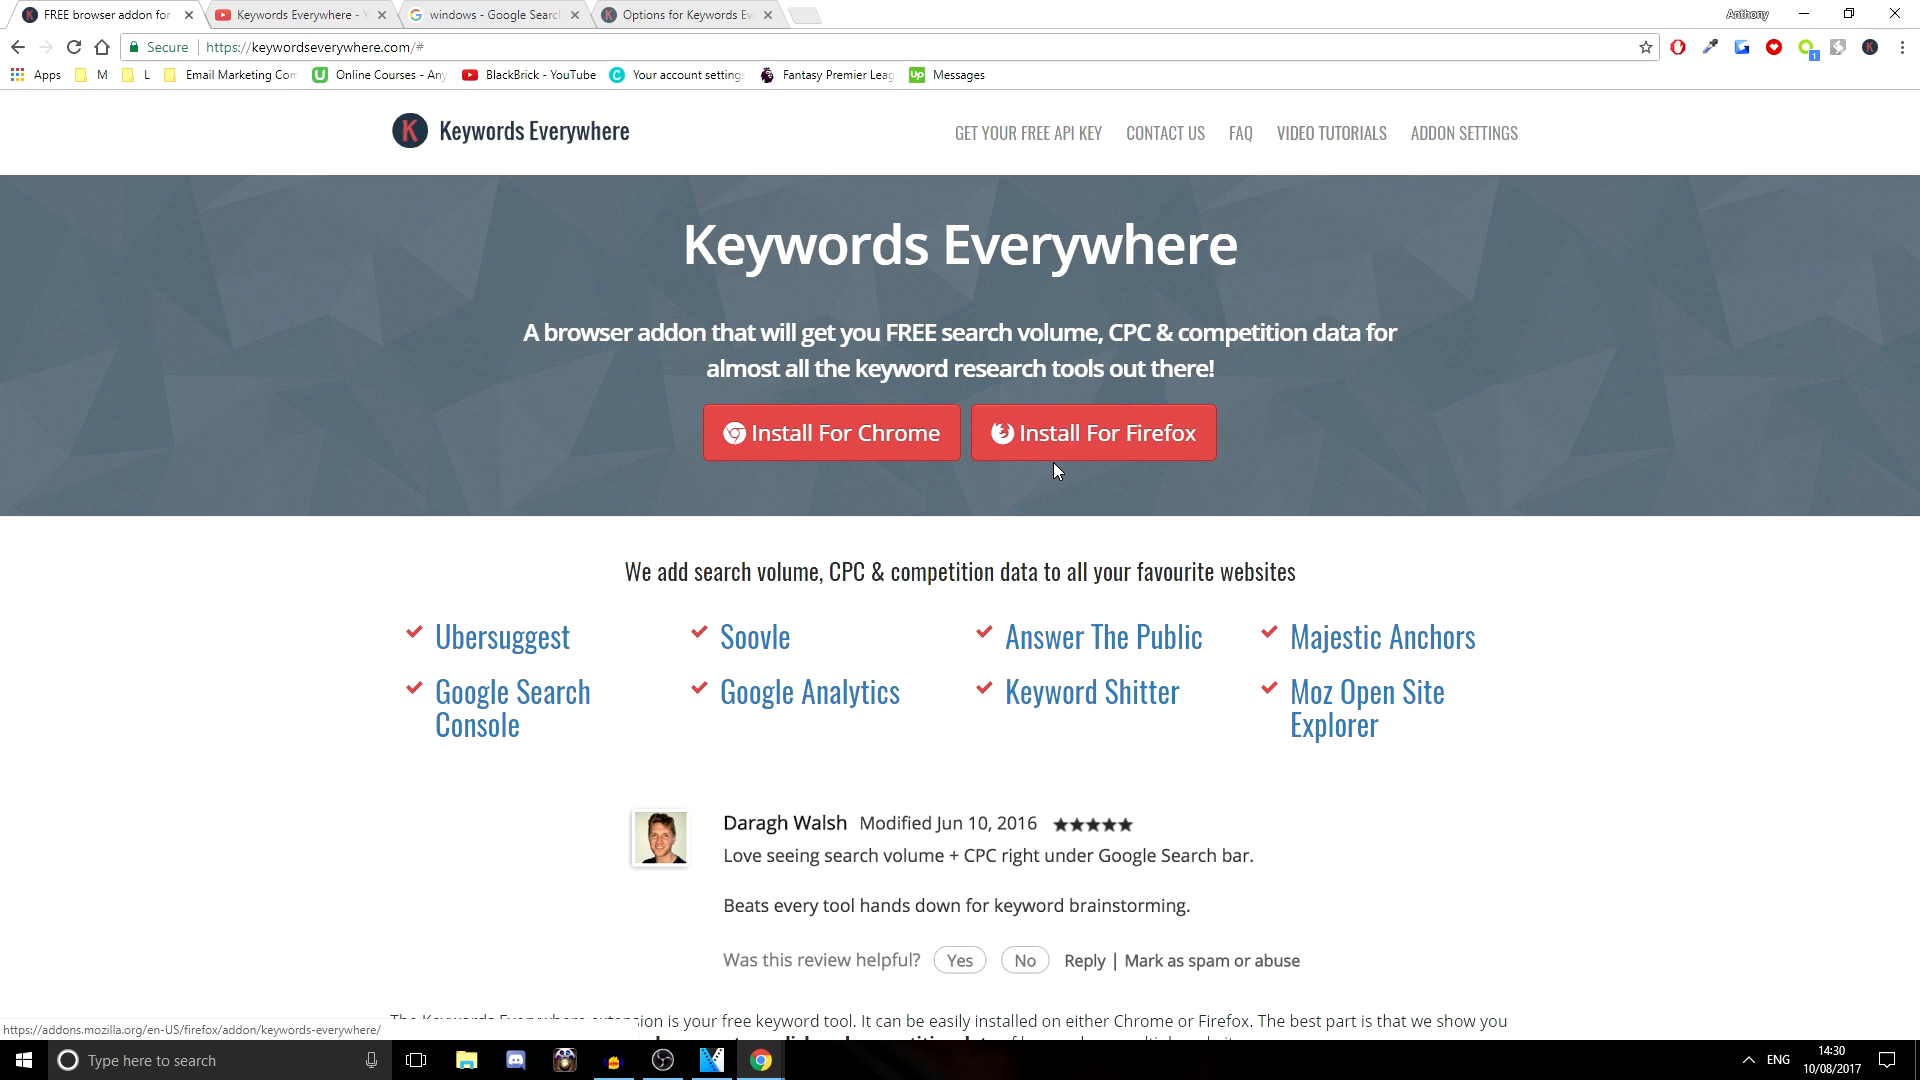 FREE browser addon for
Keywords Everywhere -
windows - Google Searc
Options for Keywords Ev
Anthony
Secure
https://keywordseverywhere.com/#
Apps
M
L
Email Marketing Con
Online Courses - Any
BlackBrick - YouTube
Your account settings
Fantasy Premier Leag
Messages
Keywords Everywhere
GET YOUR FREE API KEY
CONTACT US
FAQ
VIDEO TUTORIALS
ADDON SETTINGS
Keywords Everywhere
A browser addon that will get you FREE search volume, CPC & competition data for
almost all the keyword research tools out there!
Install For Chrome
Install For Firefox
We add search volume, CPC & competition data to all your favourite websites
Ubersuggest
Soovle
Answer The Public
Majestic Anchors
Google Search
Console
Google Analytics
Keyword Shitter
Moz Open Site
Explorer
Daragh Walsh Modified Jun 10, 2016 ★★★★★
Love seeing search volume + CPC right under Google Search bar.
Beats every tool hands down for keyword brainstorming.
Was this review helpful? Yes No Reply | Mark as spam or abuse
is your free keyword tool. It can be easily installed on either Chrome or Firefox. The best part is that we show you
https://addons.mozilla.org/en-US/firefox/addon/keywords-everywhere/
Type here to search
ENG
14:30
10/08/2017